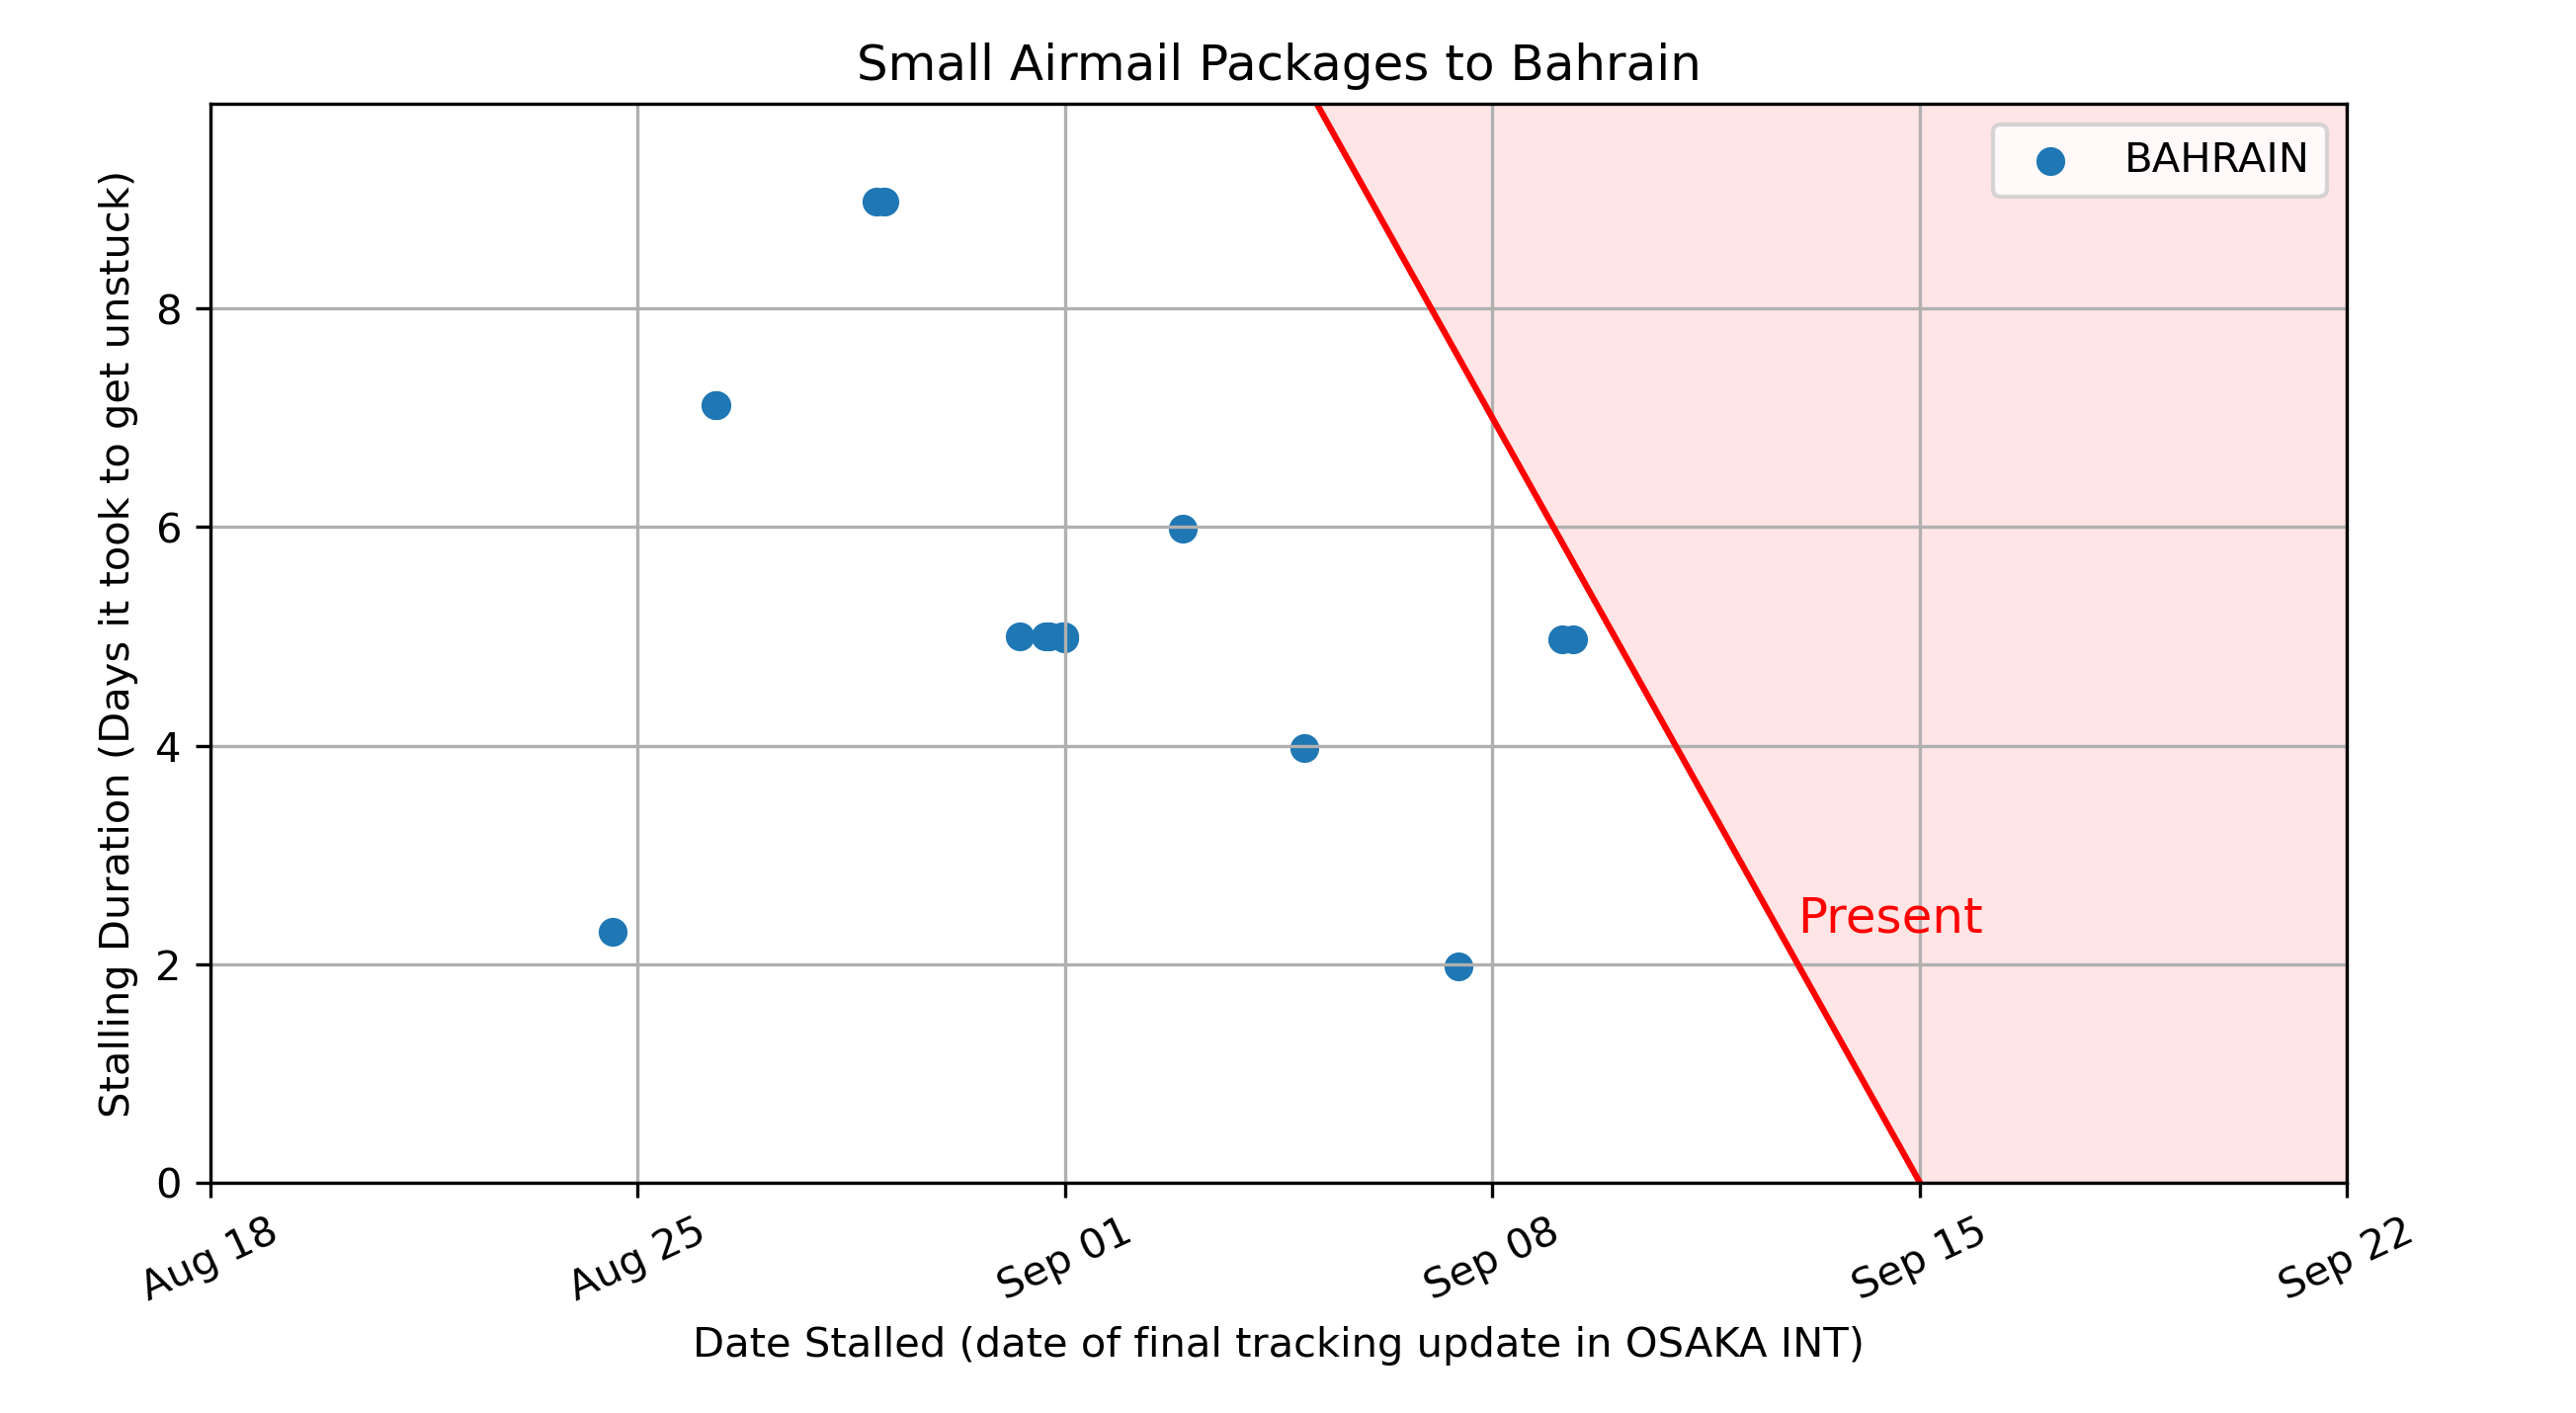 Small Airmail Packages to Bahrain
BAHRAIN
Stalling Duration (Days it took to get unstuck)
8
6
4
2
0
Present
Aug 18
Aug 25
Sep 01
Sep 08
Sep 15
Sep 22
Date Stalled (date of final tracking update in OSAKA INT)